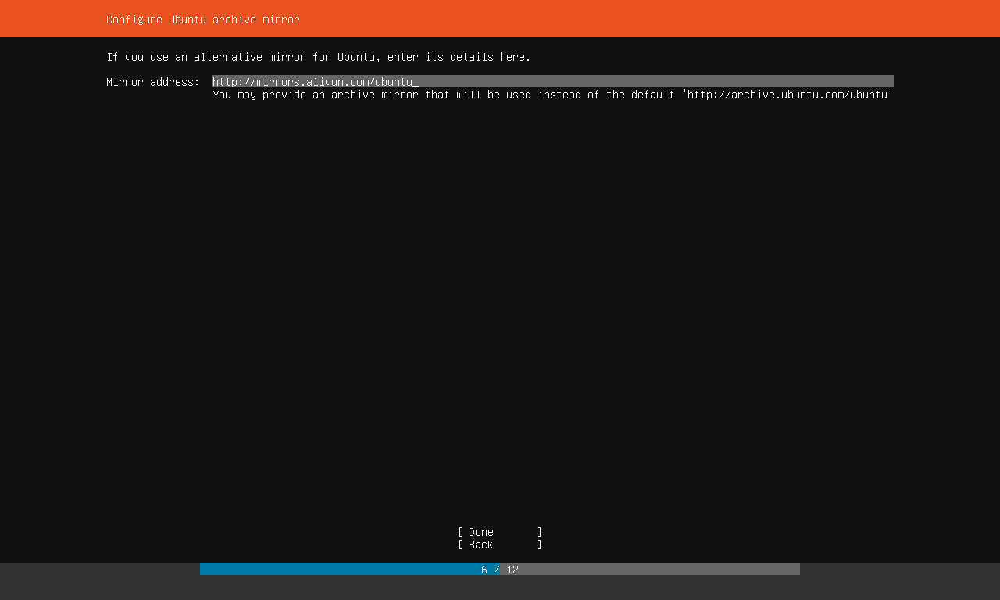 Configure Ubuntu archive mirror
If you use an alternative mirror for Ubuntu, enter its details here.
Mirror address: http://mirrors.aliyun.com/ubuntu_
You may provide an archive mirror that will be used instead of the default 'http://archive.ubuntu.com/ubuntu'
[ Done ]
[ Back ]
6 / 12